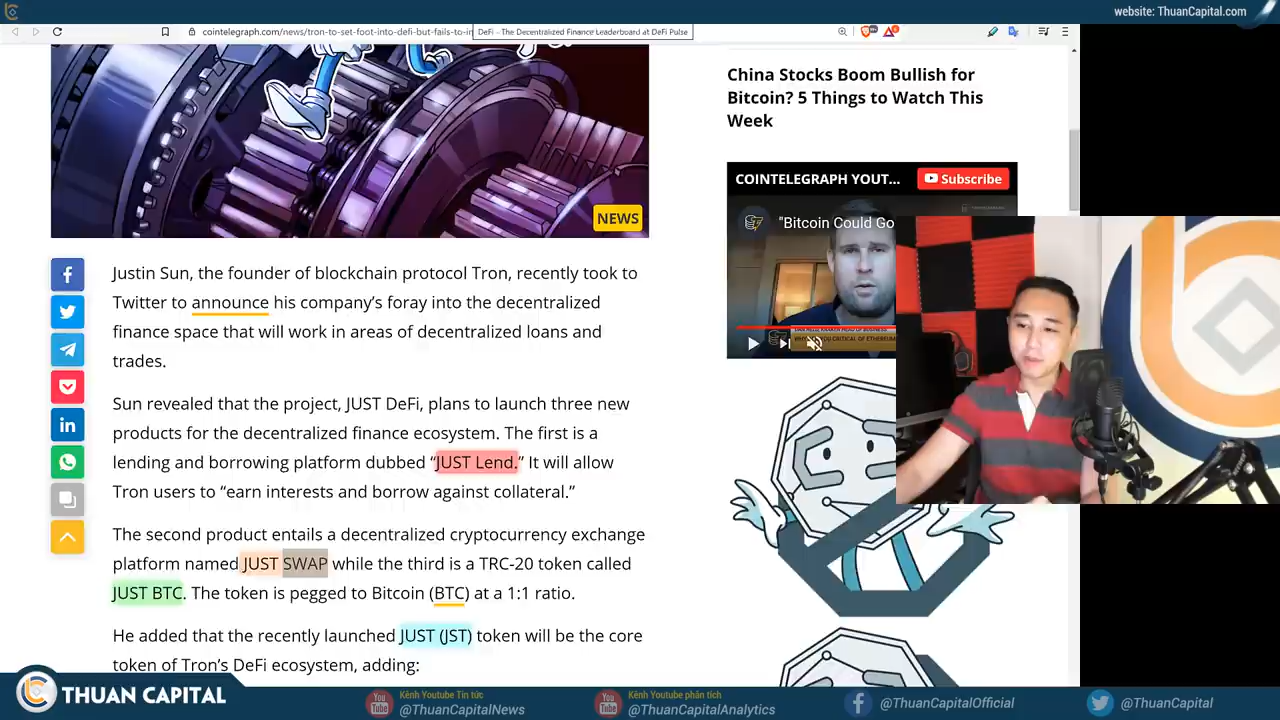 website: ThuanCapital.com
cointelegraph.com/news/tron-to-set-foot-into-defi-but-fails-to-in
DeFi - The Decentralized Finance Leaderboard at DeFi Pulse
China Stocks Boom Bullish for
Bitcoin? 5 Things to Watch This
Week
COINTELEGRAPH YOUT...
Subscribe
"Bitcoin Could Go
NEWS
Justin Sun, the founder of blockchain protocol Tron, recently took to
Twitter to announce his company's foray into the decentralized
finance space that will work in areas of decentralized loans and
trades.
Sun revealed that the project, JUST DeFi, plans to launch three new
products for the decentralized finance ecosystem. The first is a
lending and borrowing platform dubbed “JUST Lend.” It will allow
Tron users to “earn interests and borrow against collateral.”
The second product entails a decentralized cryptocurrency exchange
platform named JUST SWAP while the third is a TRC-20 token called
JUST BTC. The token is pegged to Bitcoin (BTC) at a 1:1 ratio.
He added that the recently launched JUST (JST) token will be the core
token of Tron's DeFi ecosystem, adding:
THUAN CAPITAL
Kênh Youtube Tin tức
@ThuanCapitalNews
Kênh Youtube phân tích
@ThuanCapitalAnalytics
@ThuanCapitalOfficial
@ThuanCapital